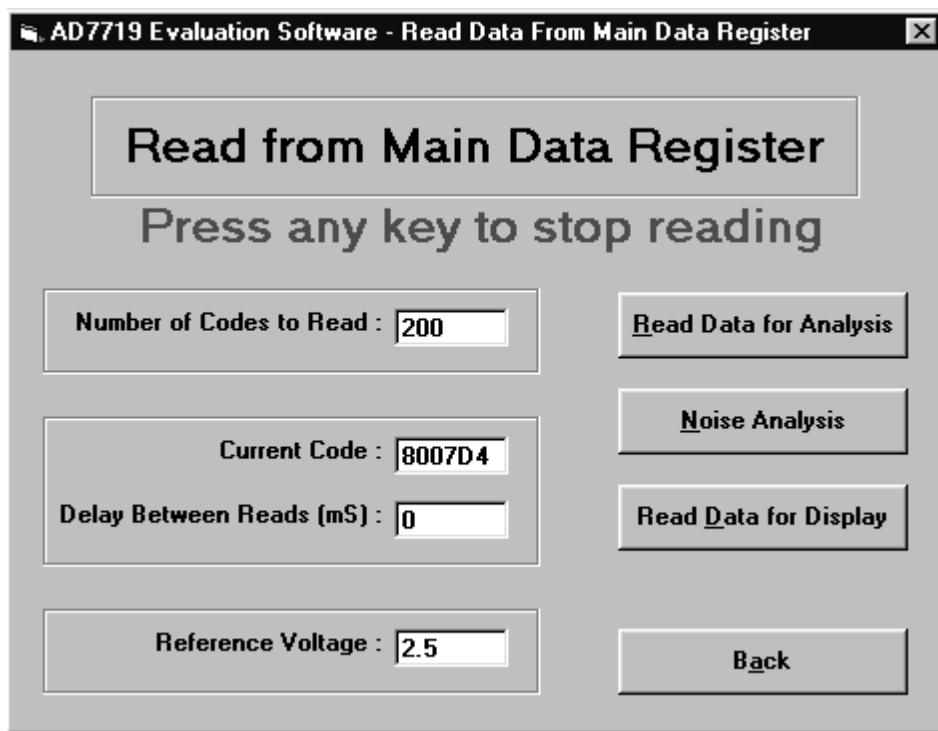 AD7719 Evaluation Software - Read Data From Main Data Register
Read from Main Data Register
Press any key to stop reading
Number of Codes to Read : 200
Read Data for Analysis
Noise Analysis
Current Code : 8007D4
Delay Between Reads (mS) : 0
Read Data for Display
Reference Voltage : 2.5
Back